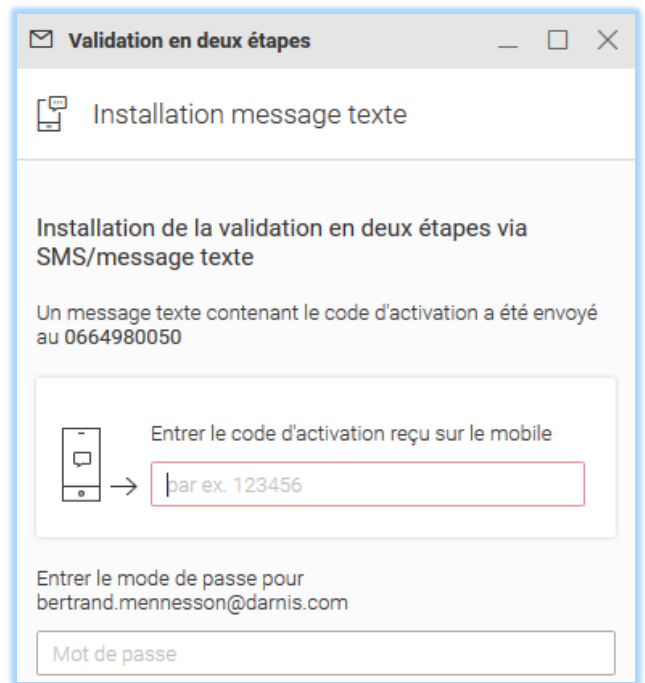 Validation en deux étapes
Installation message texte
Installation de la validation en deux étapes via
SMS/message texte
Un message texte contenant le code d'activation a été envoyé
au 0664980050
Entrer le code d'activation reçu sur le mobile
par ex. 123456
Entrer le mode de passe pour
bertrand.mennesson@darnis.com
Mot de passe